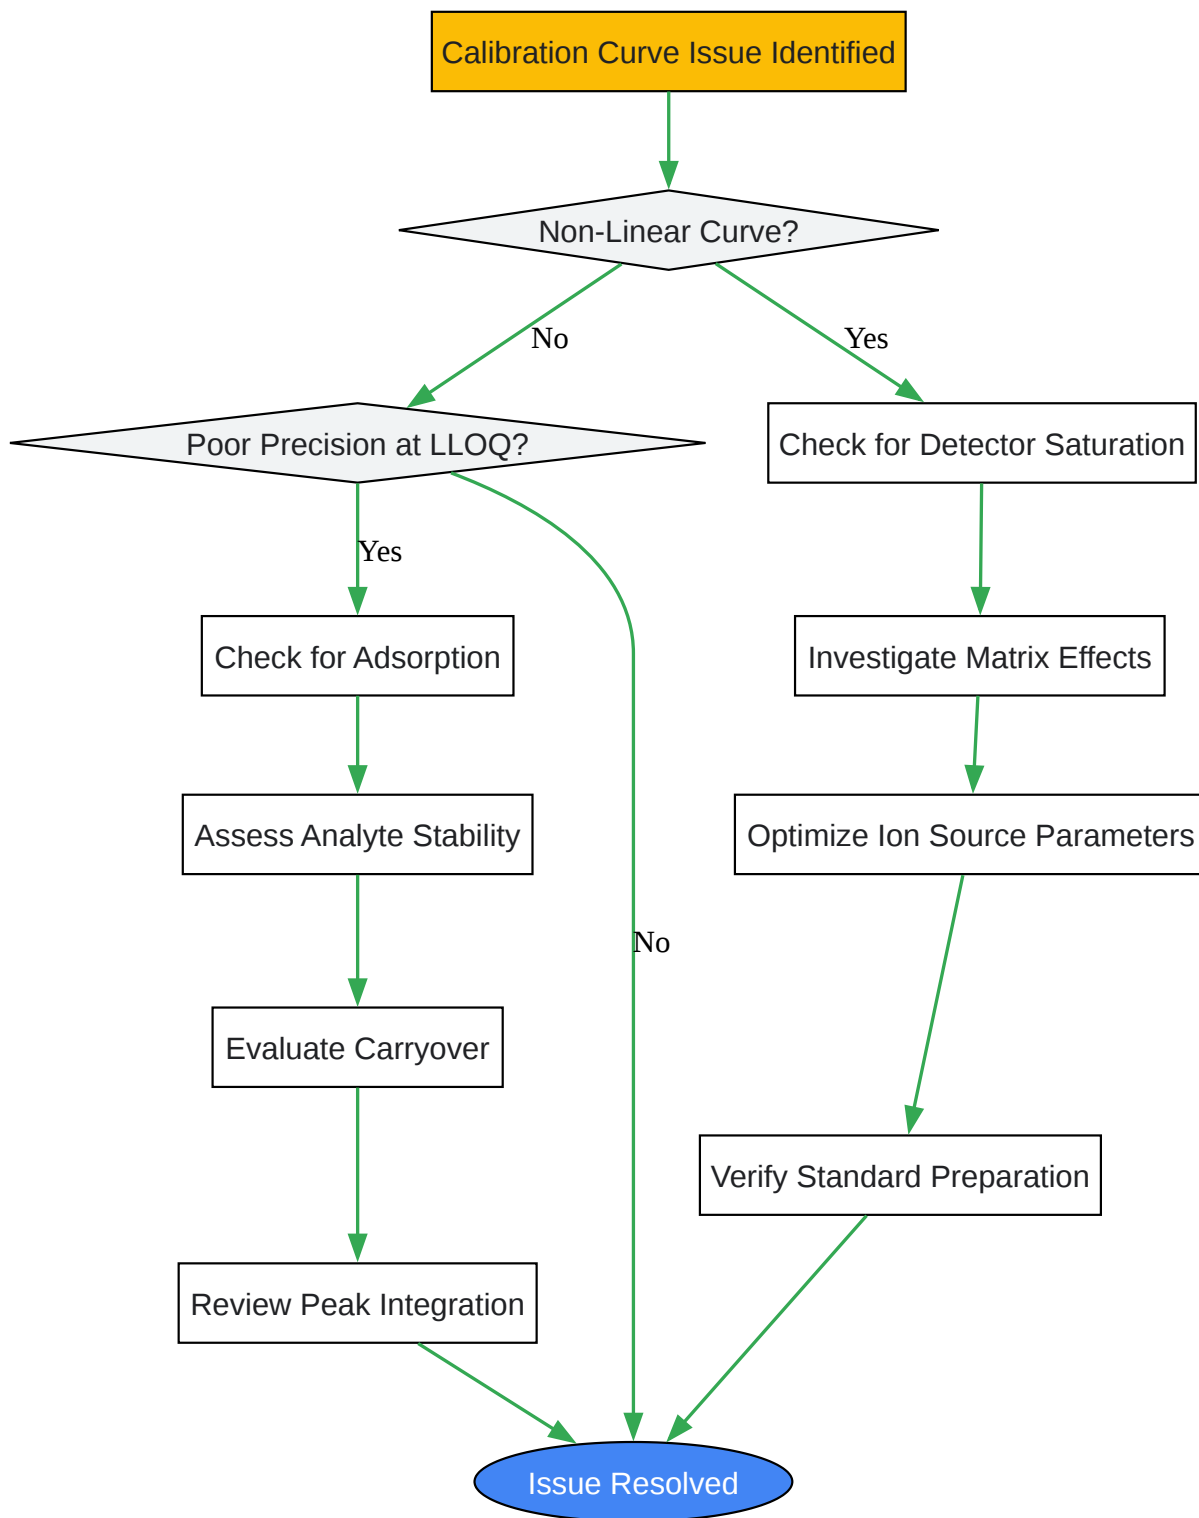 Calibration Curve Issue Identified
Non-Linear Curve?
No
Yes
Poor Precision at LLOQ?
Check for Detector Saturation
Yes
Check for Adsorption
Investigate Matrix Effects
Assess Analyte Stability
Optimize Ion Source Parameters
No
Evaluate Carryover
Verify Standard Preparation
Review Peak Integration
Issue Resolved